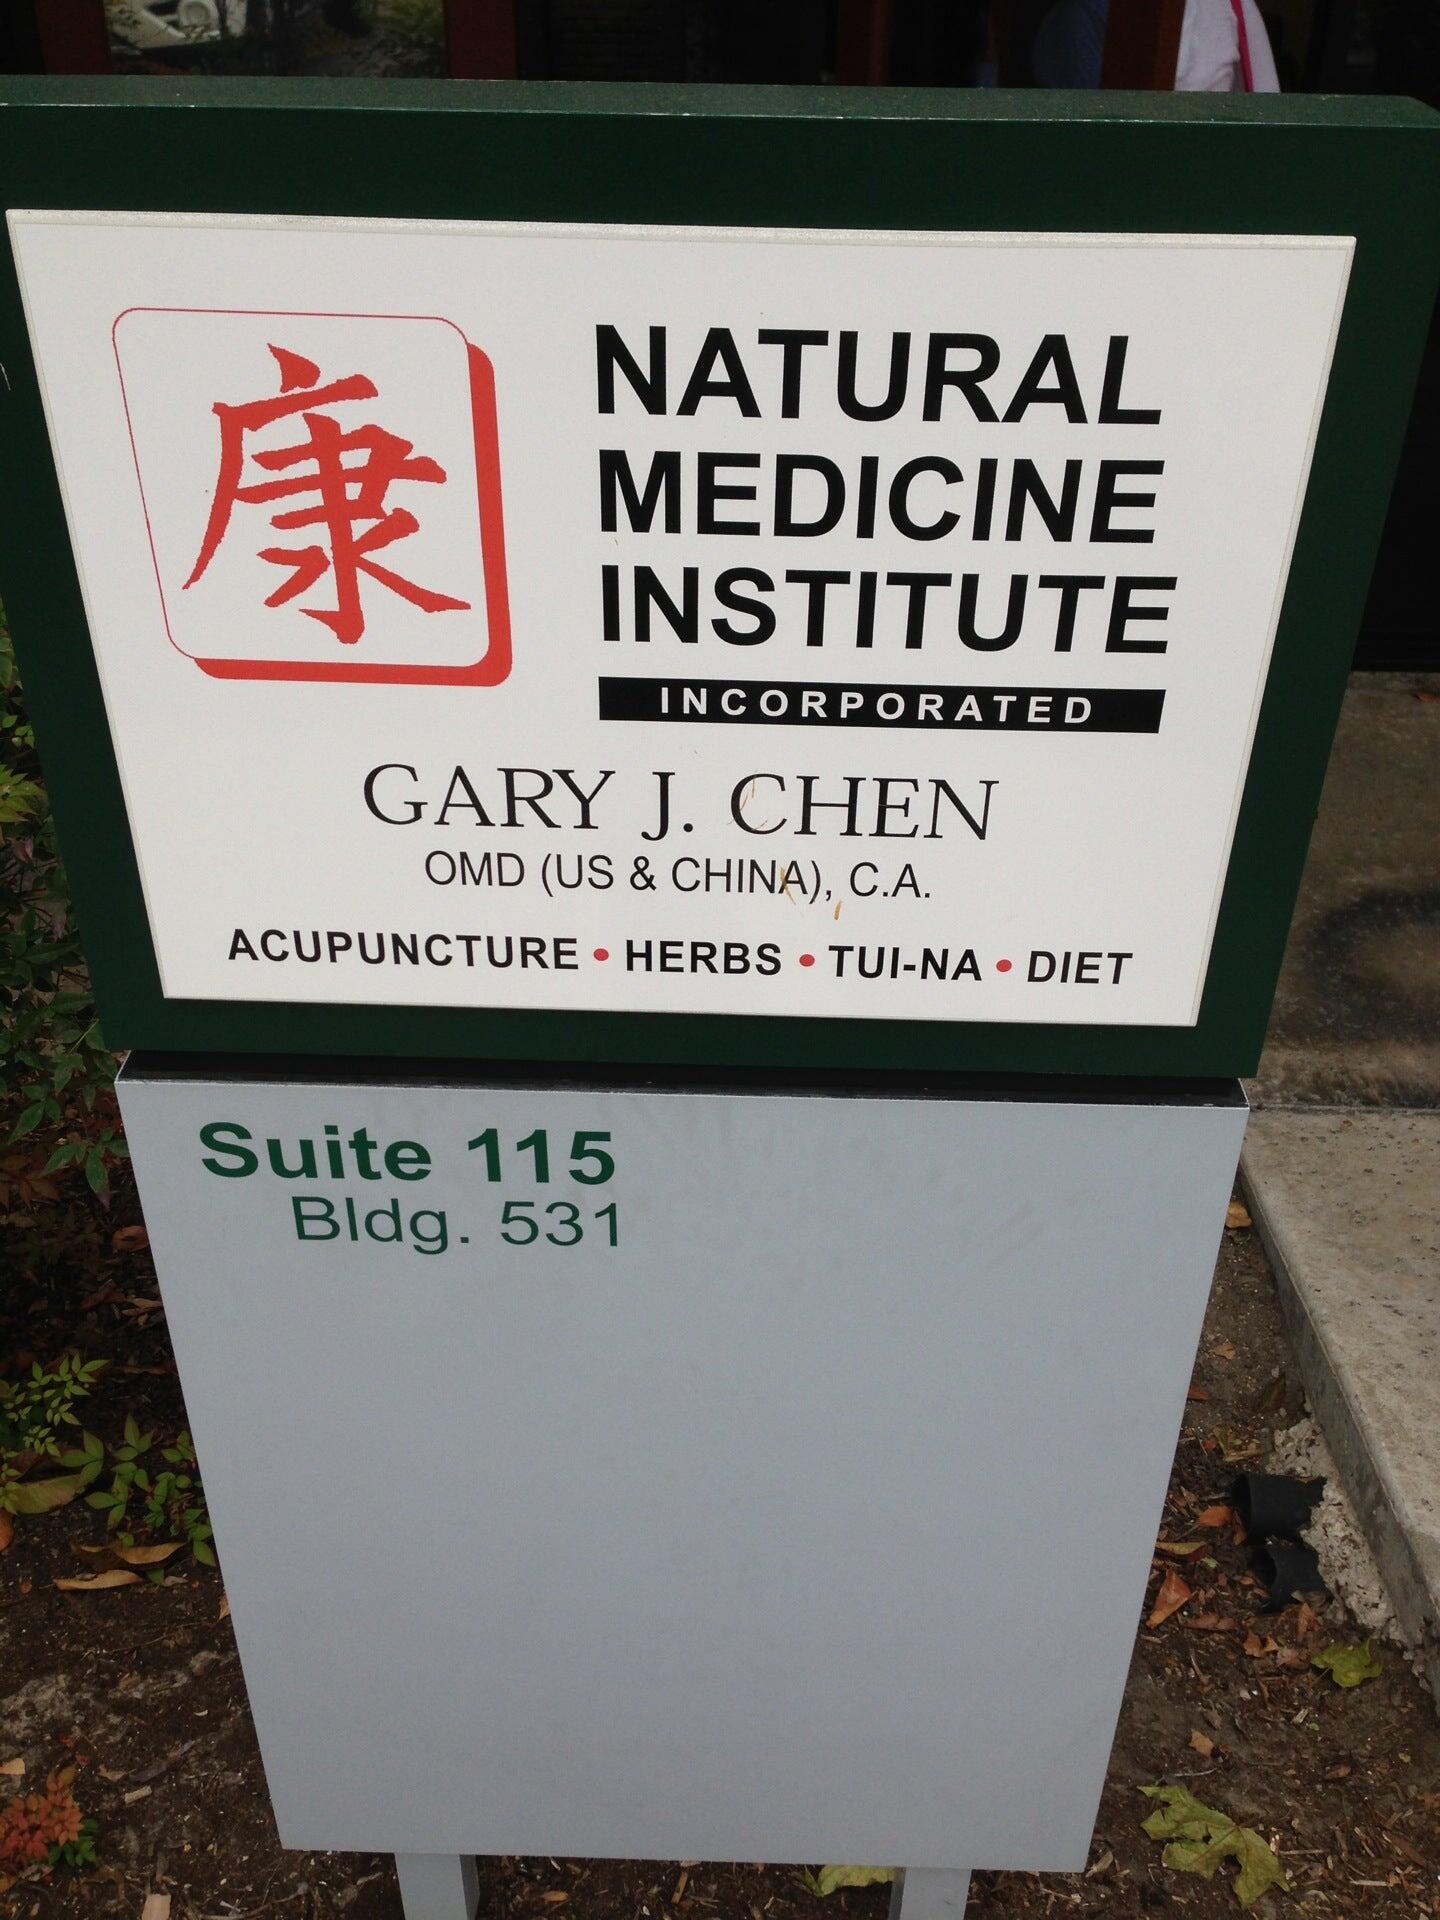 康
NATURAL
MEDICINE
INSTITUTE
INCORPORATED
GARY J. CHEN
OMD (US & CHINA), C.A.
ACUPUNCTURE • HERBS • TUI-NA • DIET
Suite 115
Bldg. 531